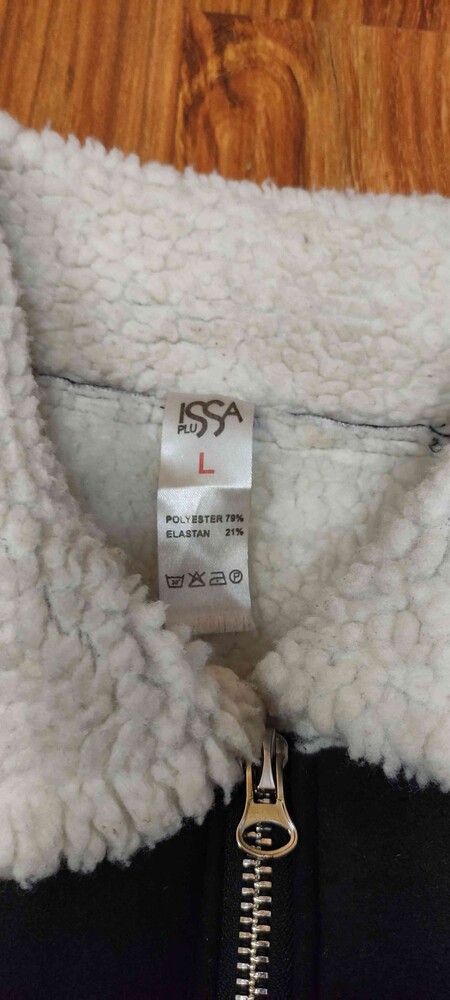 ISSA
PLUS
L
POLYESTER 79%
ELASTAN 21%